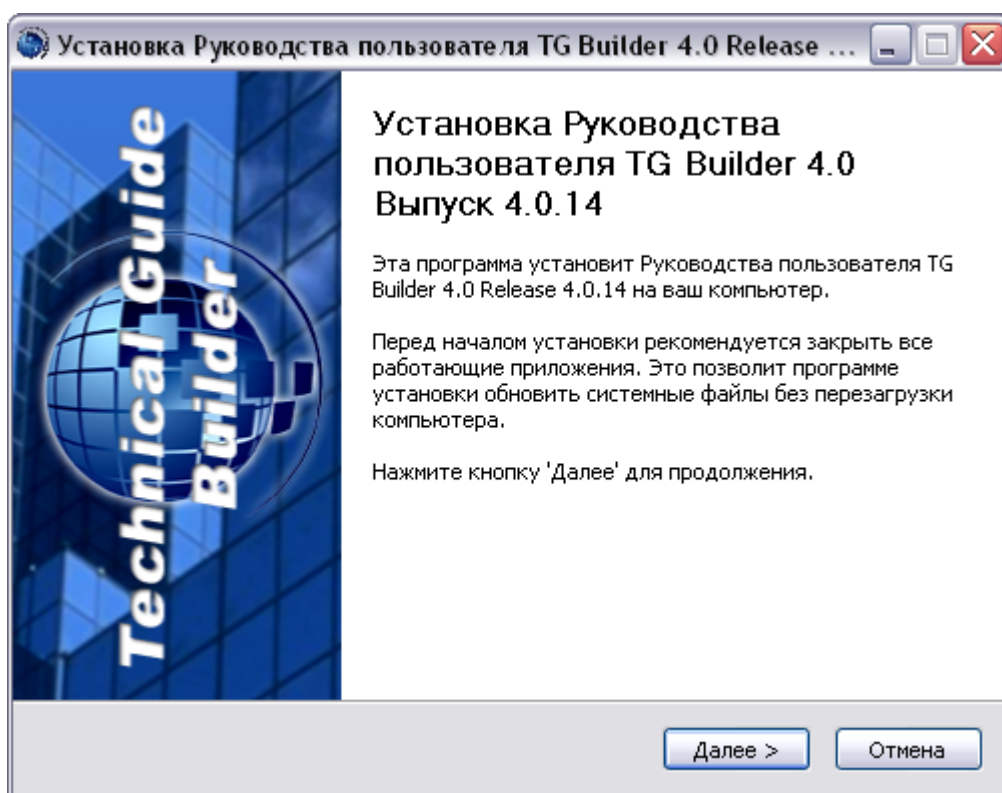 Установка Руководства пользователя TG Builder 4.0 Release ...
Technical Guide
Builder
Установка Руководства
пользователя TG Builder 4.0
Выпуск 4.0.14
Эта программа установит Руководства пользователя TG
Builder 4.0 Release 4.0.14 на ваш компьютер.
Перед началом установки рекомендуется закрыть все
работающие приложения. Это позволит программе
установки обновить системные файлы без перезагрузки
компьютера.
Нажмите кнопку 'Далее' для продолжения.
Далее >
Отмена